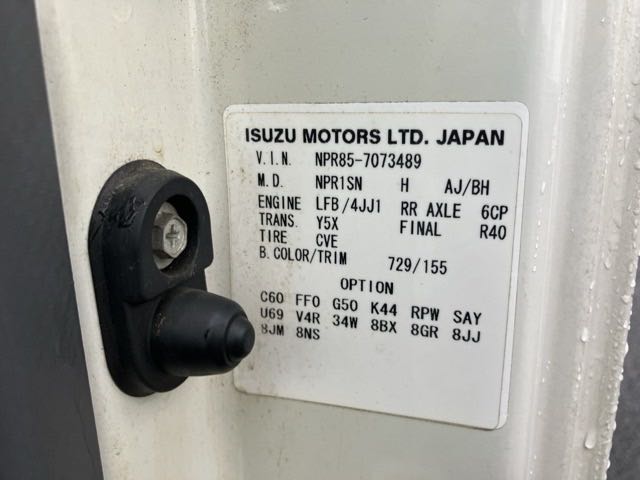 ISUZU MOTORS LTD. JAPAN
V.I.N. NPR85-7073489
M.D. NPR1SN H AJ/BH
ENGINE LFB/4JJ1 RR AXLE 6CP
TRANS. Y5X FINAL R40
TIRE CVE
B.COLOR/TRIM 729/155
OPTION
C60 FF0 G50 K44 RPW SAY
U69 V4R 34W 8BX 8GR 8JJ
8JM 8NS